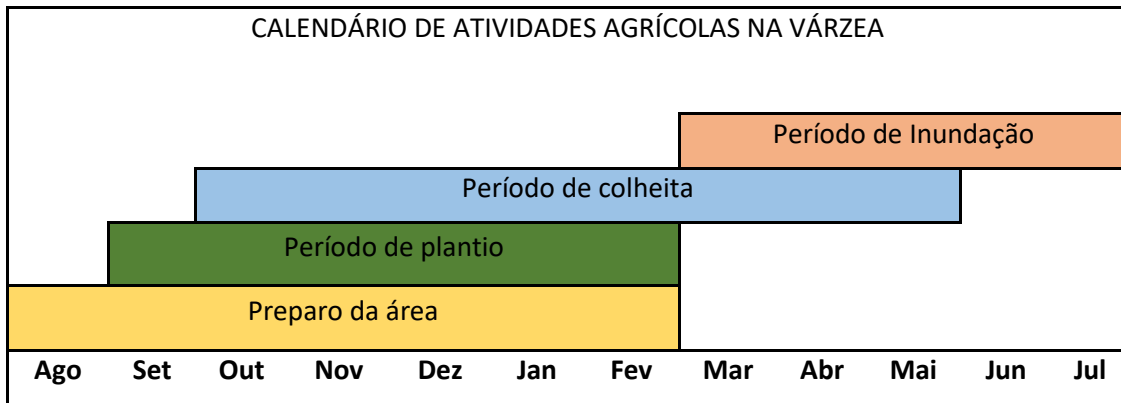 CALENDÁRIO DE ATIVIDADES AGRÍCOLAS NA VÁRZEA
Período de Inundação
Período de colheita
Período de plantio
Preparo da área
Ago Set Out Nov Dez Jan Fev Mar Abr Mai Jun Jul